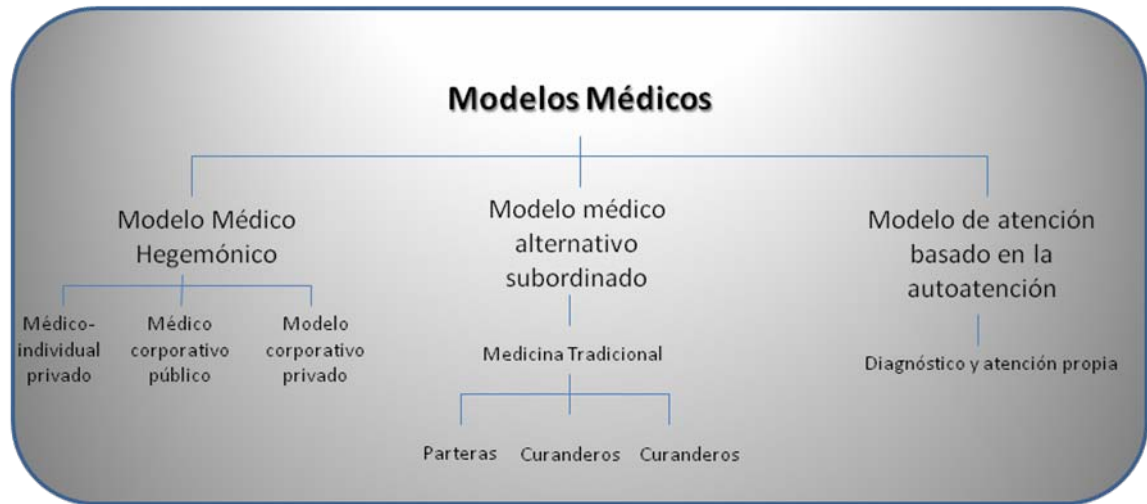 Modelos Médicos
Modelo Médico
Hegemónico
Médico-
individual
privado
Médico
corporativo
público
Modelo
corporativo
privado
Modelo médico
alternativo
subordinado
Medicina Tradicional
Parteras
Curanderos
Curanderos
Modelo de atención
basado en la
autoatención
Diagnóstico y atención propia